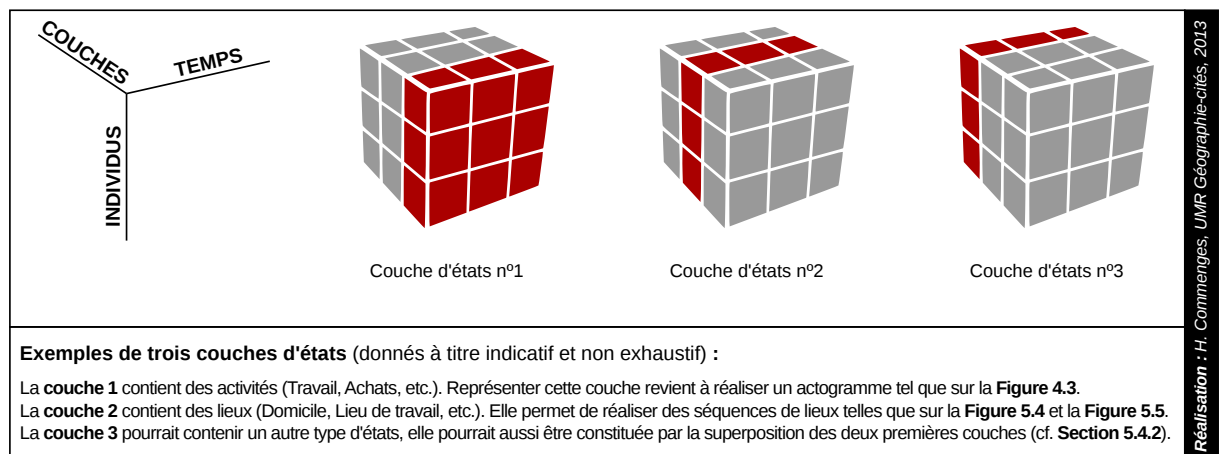 COUCHES
TEMPS
INDIVIDUS
Couche d'états nº1
Couche d'états nº2
Couche d'états nº3
Exemples de trois couches d'états (donnés à titre indicatif et non exhaustif) :
La couche 1 contient des activités (Travail, Achats, etc.). Représenter cette couche revient à réaliser un actogramme tel que sur la Figure 4.3.
La couche 2 contient des lieux (Domicile, Lieu de travail, etc.). Elle permet de réaliser des séquences de lieux telles que sur la Figure 5.4 et la Figure 5.5.
La couche 3 pourrait contenir un autre type d'états, elle pourrait aussi être constituée par la superposition des deux premières couches (cf. Section 5.4.2).
Réalisation : H. Commenges, UMR Géographie-cités, 2013